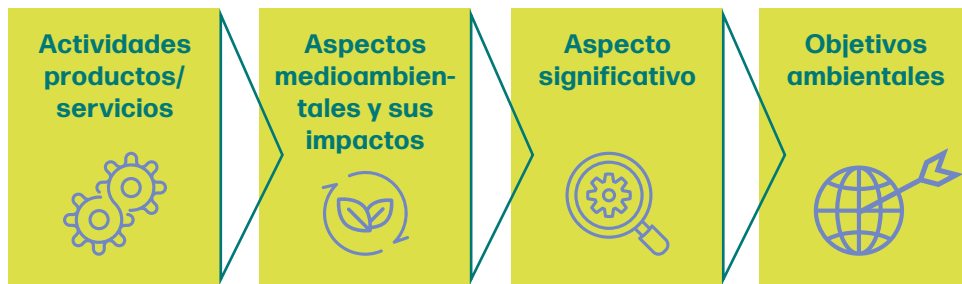 Actividades
productos/
servicios
Aspectos
medioambien-
tales y sus
impactos
Aspecto
significativo
Objetivos
ambientales